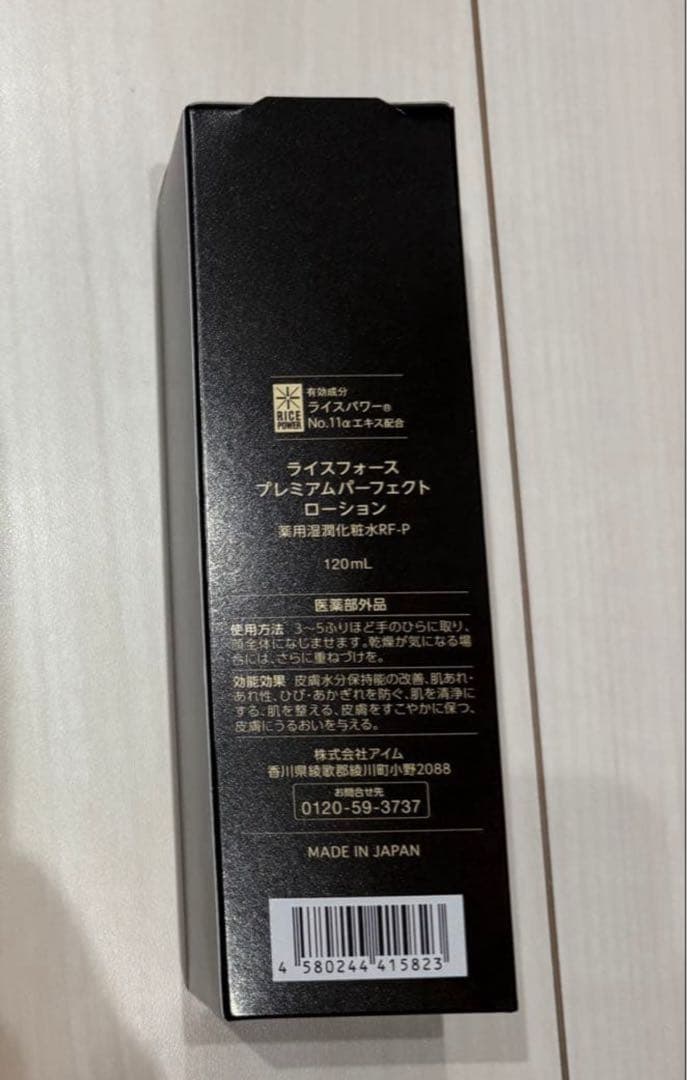 RICE
POWER
有効成分
ライスパワー®
No.11αエキス配合
ライスフォース
プレミアムパーフェクト
ローション
薬用湿潤化粧水RF-P
120mL
医薬部外品
使用方法 3〜5ふりほど手のひらに取り、
顔全体になじませます。乾燥が気になる場
合には、さらに重ねづけを。
効能効果 皮膚水分保持能の改善、肌あれ・
あれ性、ひび・あかぎれを防ぐ、肌を清浄に
する、肌を整える、皮膚をすこやかに保つ、
皮膚にうるおいを与える。
株式会社アイム
香川県綾歌郡綾川町小野2088
お問合せ先
0120-59-3737
MADE IN JAPAN
4 580244 415823